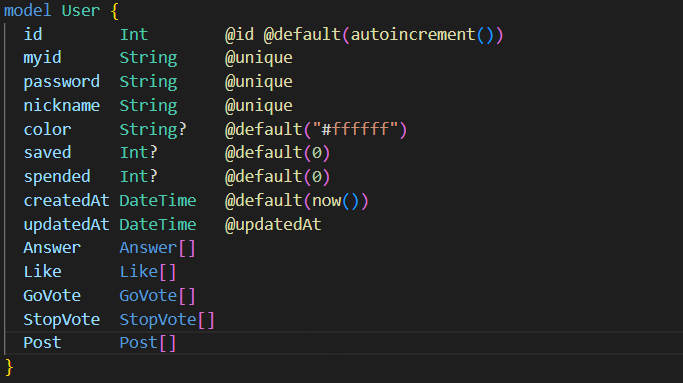 model User {
  id        Int       @id @default(autoincrement())
  myid      String    @unique
  password  String    @unique
  nickname  String    @unique
  color     String?   @default("#ffffff")
  saved     Int?      @default(0)
  spended   Int?      @default(0)
  createdAt DateTime  @default(now())
  updatedAt DateTime  @updatedAt
  Answer    Answer[]
  Like      Like[]
  GoVote    GoVote[]
  StopVote  StopVote[]
  Post      Post[]
}